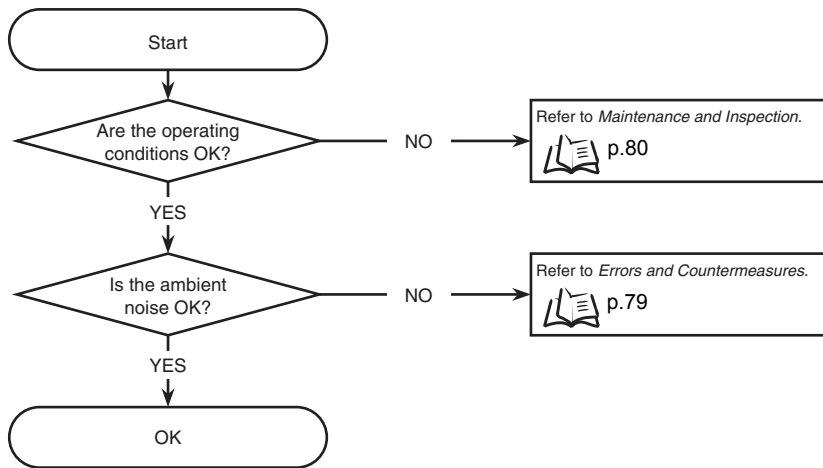 Start
Are the operating
conditions OK?
NO
Refer to Maintenance and Inspection.
p.80
YES
Is the ambient
noise OK?
NO
Refer to Errors and Countermeasures.
p.79
YES
OK